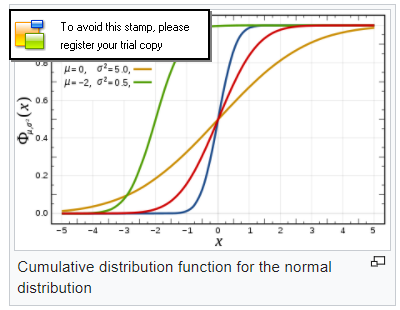 To avoid this stamp, please
register your trial copy
μ=0, σ²=5.0,
μ=-2, σ²=0.5,
Φμ,σ²(x)
0.8
0.6
0.4
0.2
0.0
-5 -4 -3 -2 -1 0 1 2 3 4 5
X
Cumulative distribution function for the normal
distribution